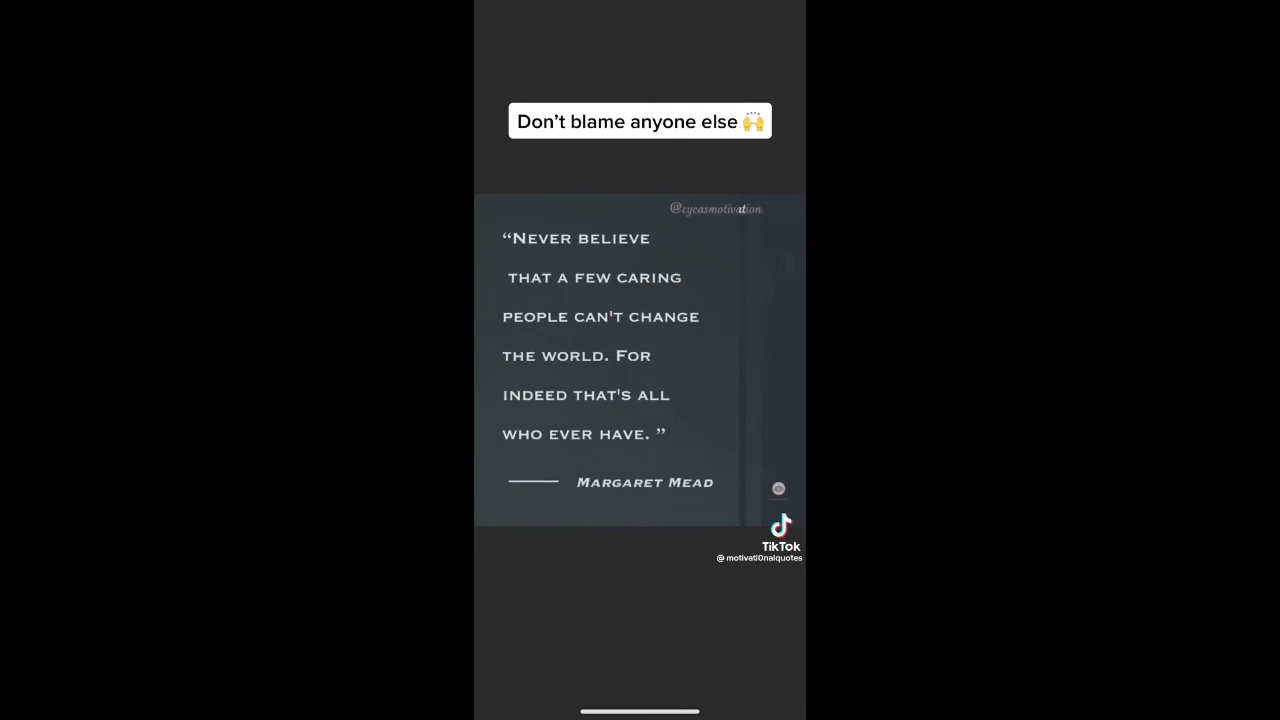 Don't blame anyone else 🙌
@cycasmotivation
“NEVER BELIEVE
THAT A FEW CARING
PEOPLE CAN'T CHANGE
THE WORLD. FOR
INDEED THAT'S ALL
WHO EVER HAVE. ”
MARGARET MEAD
TikTok
@ motivati0nalquotes